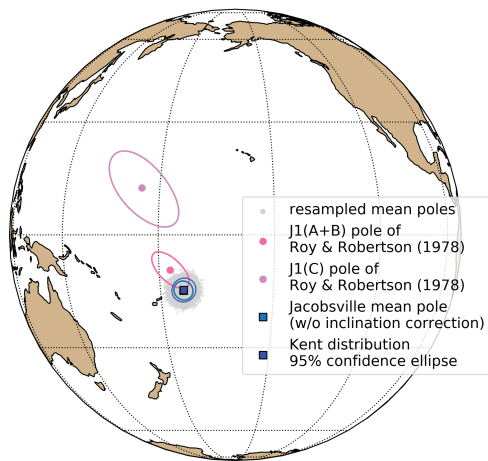 resampled mean poles
J1(A+B) pole of
Roy & Robertson (1978)
J1(C) pole of
Roy & Robertson (1978)
Jacobsville mean pole
(w/o inclination correction)
Kent distribution
95% confidence ellipse